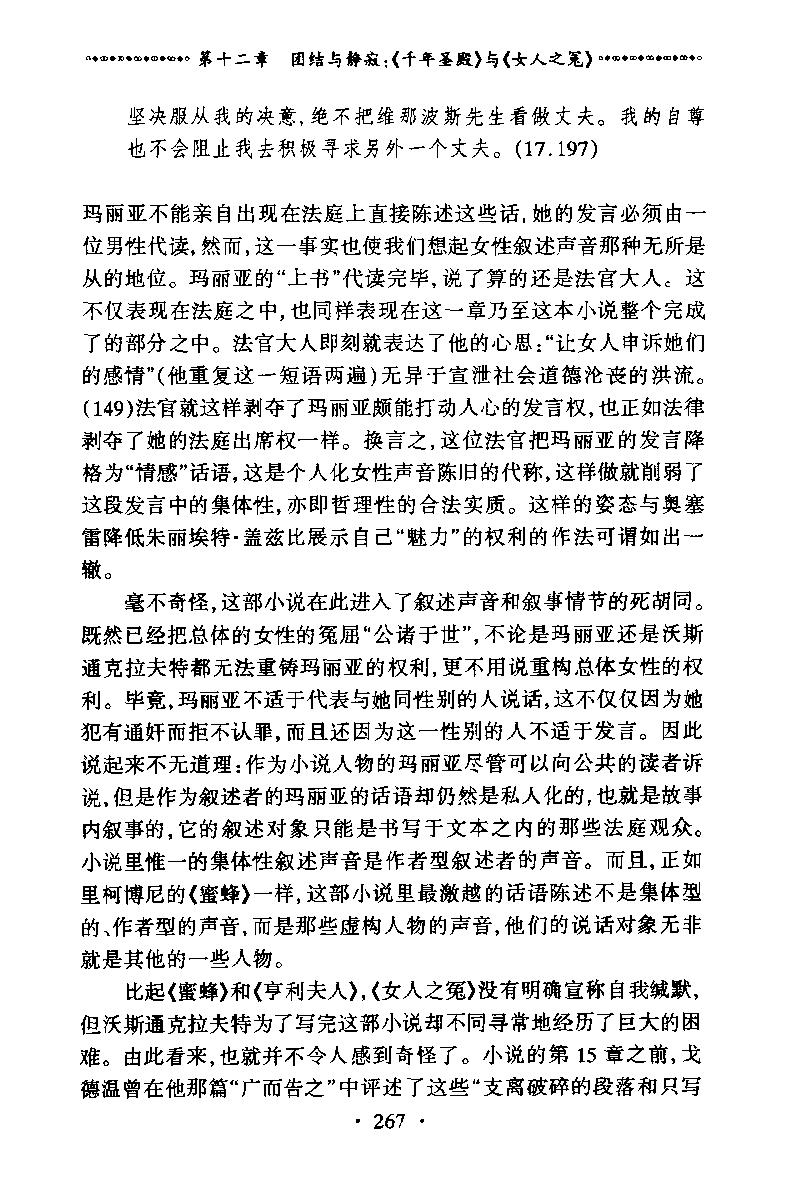 第十二章 团结与静寂:《千年圣殿》与《女人之冤》
坚决服从我的决意,绝不把维那波斯先生看做丈夫。我的自尊
也不会阻止我去积极寻求另外一个丈夫。(17.197)
玛丽亚不能亲自出现在法庭上直接陈述这些话,她的发言必须由一
位男性代读,然而,这一事实也使我们想起女性叙述声音那种无所是
从的地位。玛丽亚的“上书”代读完毕,说了算的还是法官大人。这
不仅表现在法庭之中,也同样表现在这一章乃至这本小说整个完成
了的部分之中。法官大人即刻就表达了他的心思:“让女人申诉她们
的感情”(他重复这一短语两遍)无异于宣泄社会道德沦丧的洪流。
(149)法官就这样剥夺了玛丽亚颇能打动人心的发言权,也正如法律
剥夺了她的法庭出席权一样。换言之,这位法官把玛丽亚的发言降
格为“情感”话语,这是个人化女性声音陈旧的代称,这样做就削弱了
这段发言中的集体性,亦即哲理性的合法实质。这样的姿态与奥塞
雷降低朱丽埃特·盖兹比展示自己“魅力”的权利的作法可谓如出一
辙。
毫不奇怪,这部小说在此进入了叙述声音和叙事情节的死胡同。
既然已经把总体的女性的冤屈“公诸于世”,不论是玛丽亚还是沃斯
通克拉夫特都无法重铸玛丽亚的权利,更不用说重构总体女性的权
利。毕竟,玛丽亚不适于代表与她同性别的人说话,这不仅仅因为她
犯有通奸而拒不认罪,而且还因为这一性别的人不适于发言。因此
说起来不无道理:作为小说人物的玛丽亚尽管可以向公共的读者诉
说,但是作为叙述者的玛丽亚的话语却仍然是私人化的,也就是故事
内叙事的,它的叙述对象只能是书写于文本之内的那些法庭观众。
小说里惟一的集体性叙述声音是作者型叙述者的声音。而且,正如
里柯博尼的《蜜蜂》一样,这部小说里最激越的话语陈述不是集体型
的、作者型的声音,而是那些虚构人物的声音,他们的说话对象无非
就是其他的一些人物。
比起《蜜蜂》和《亨利夫人》,《女人之冤》没有明确宣称自我缄默,
但沃斯通克拉夫特为了写完这部小说却不同寻常地经历了巨大的困
难。由此看来,也就并不令人感到奇怪了。小说的第 15 章之前,戈
德温曾在他那篇“广而告之”中评述了这些“支离破碎的段落和只写
· 267 ·